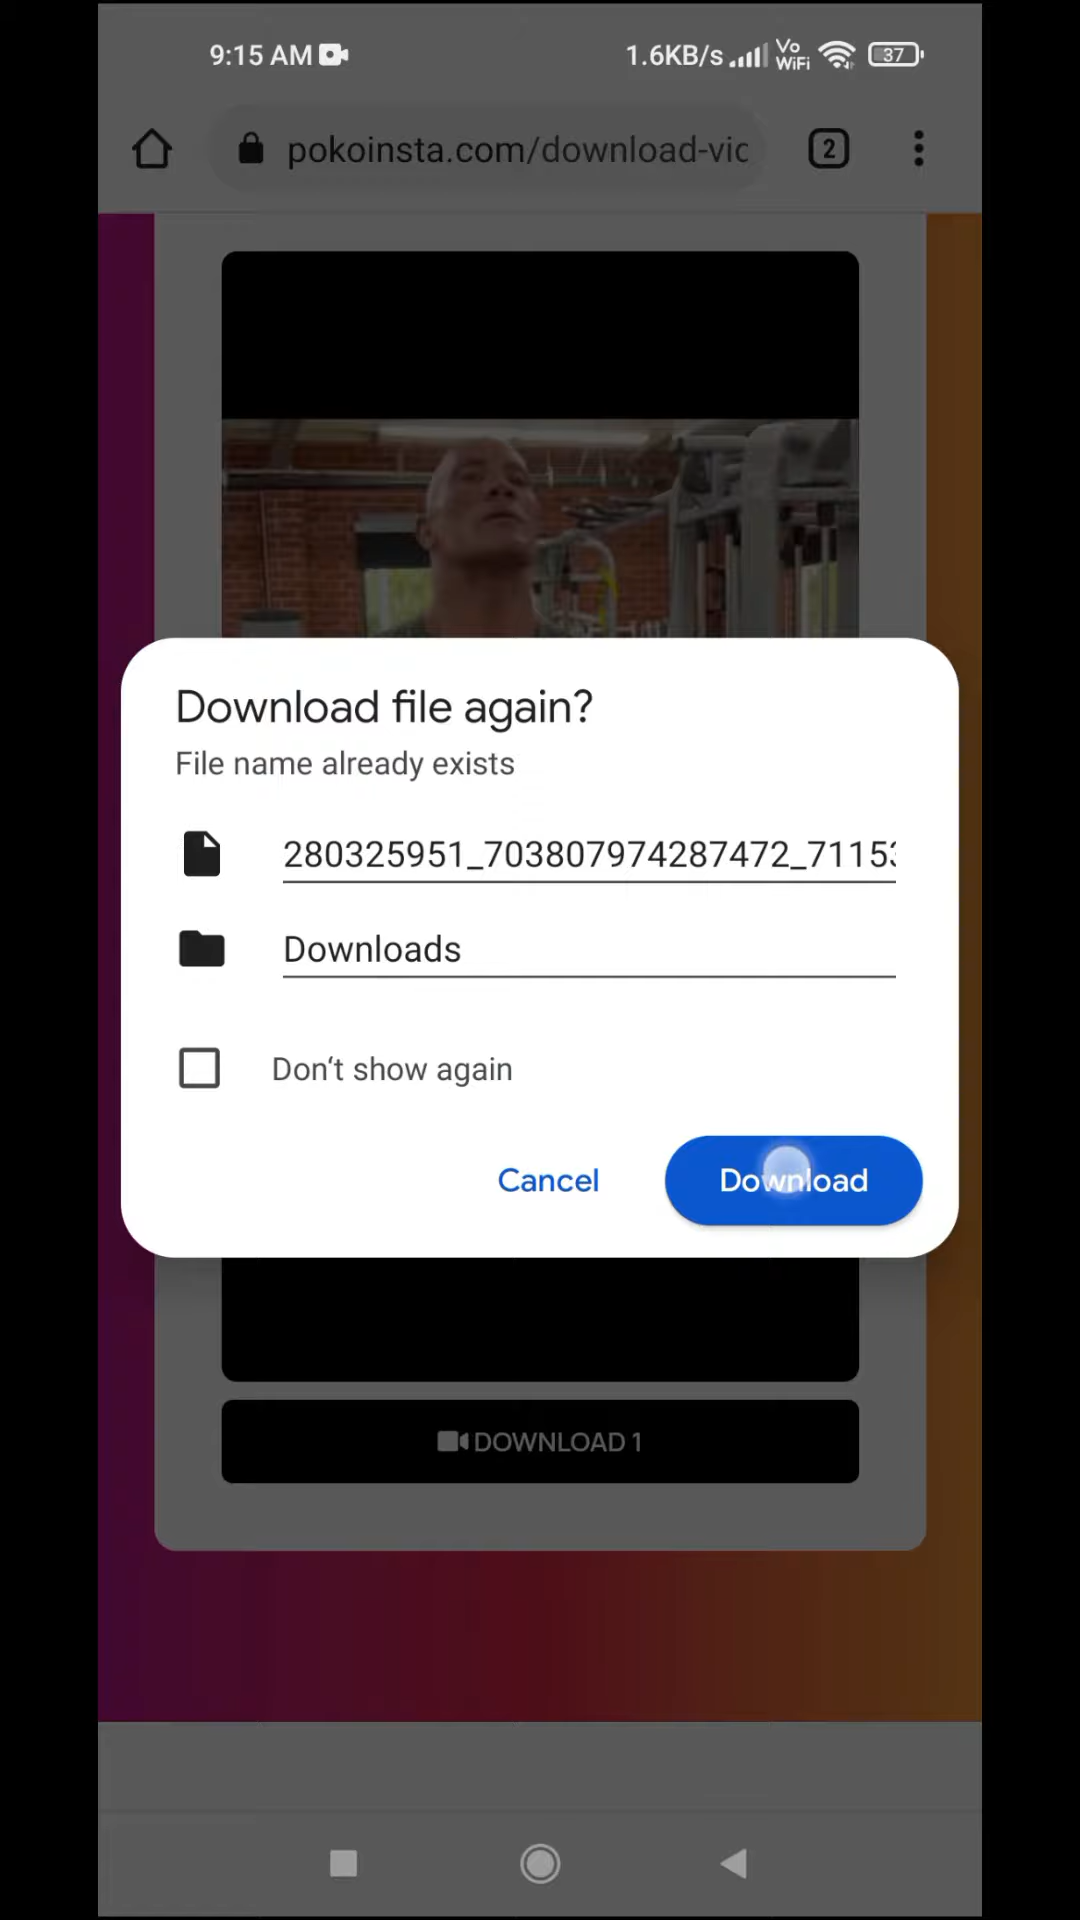 9:15 AM 1.6KB/s Vo WiFi 37
pokoinsta.com/download-vic 2
Download file again?
File name already exists
280325951_703807974287472_7115
Downloads
Don't show again
Cancel Download
DOWNLOAD 1